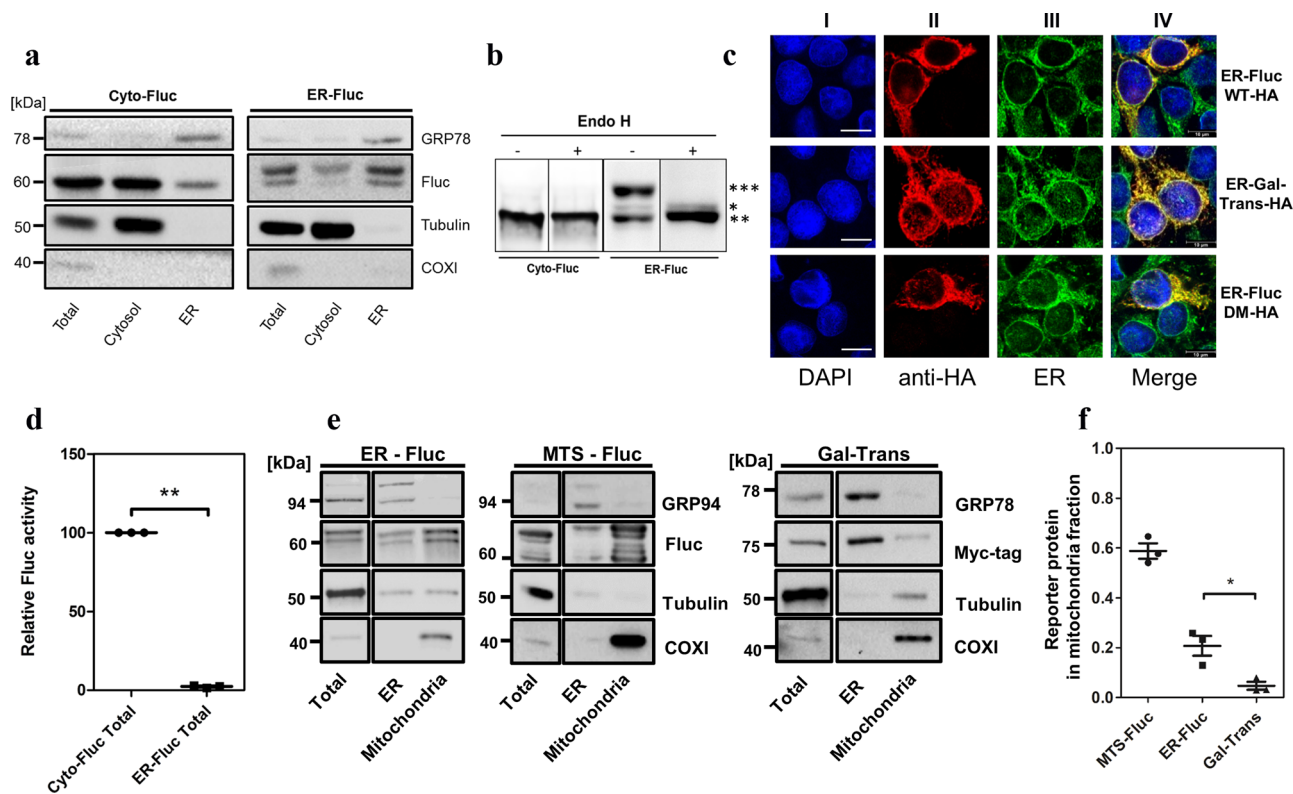 a
Cyto-Fluc
ER-Fluc
[kDa]
78
60
50
40
GRP78
Fluc
Tubulin
COXI
Total
Cytosol
ER
Total
Cytosol
ER
b
Endo H
- + - +
***
*
**
Cyto-Fluc
ER-Fluc
c
I II III IV
ER-Fluc
WT-HA
10 µm
ER-Gal-
Trans-HA
10 µm
ER-Fluc
DM-HA
10 µm
DAPI
anti-HA
ER
Merge
d
Relative Fluc activity
150
100
50
0
**
Cyto-Fluc Total
ER-Fluc Total
e
ER - Fluc
[kDa]
94
60
50
40
Total
ER
Mitochondria
MTS - Fluc
94
60
50
40
GRP94
Fluc
Tubulin
COXI
Total
ER
Mitochondria
Gal-Trans
[kDa]
78
75
50
40
GRP78
Myc-tag
Tubulin
COXI
Total
ER
Mitochondria
f
Reporter protein
in mitochondria fraction
1.0
0.8
0.6
0.4
0.2
0.0
*
MTS-Fluc
ER-Fluc
Gal-Trans